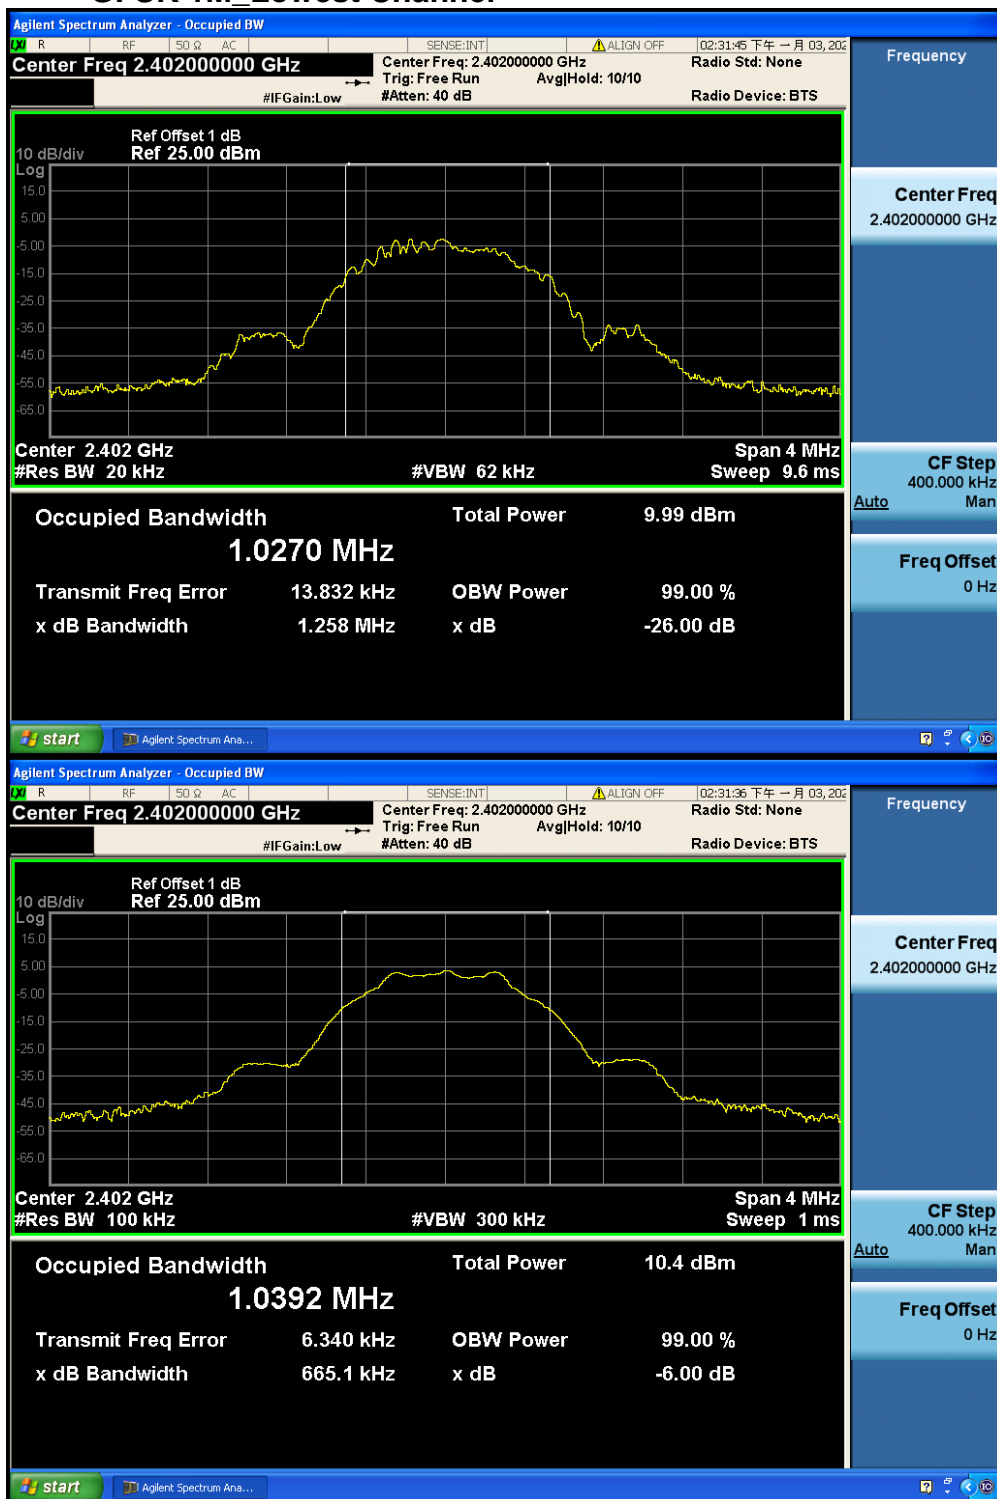 Agilent Spectrum Analyzer - Occupied BW
LXI R RF 50 Ω AC SENSE:INT ALIGN OFF 02:31:45 下午 一月 03, 202
Center Freq 2.402000000 GHz
Center Freq: 2.402000000 GHz
Radio Std: None
Trig: Free Run Avg|Hold: 10/10
#IFGain:Low #Atten: 40 dB Radio Device: BTS
Ref Offset 1 dB
10 dB/div Ref 25.00 dBm
Log
15.0
5.00
-5.00
-15.0
-25.0
-35.0
-45.0
-55.0
-65.0
Center 2.402 GHz Span 4 MHz
#Res BW 20 kHz #VBW 62 kHz Sweep 9.6 ms
Occupied Bandwidth Total Power 9.99 dBm
1.0270 MHz
Transmit Freq Error 13.832 kHz OBW Power 99.00 %
x dB Bandwidth 1.258 MHz x dB -26.00 dB
Frequency
Center Freq
2.402000000 GHz
CF Step
400.000 kHz
Auto Man
Freq Offset
0 Hz
start Agilent Spectrum Ana...
Agilent Spectrum Analyzer - Occupied BW
LXI R RF 50 Ω AC SENSE:INT ALIGN OFF 02:31:36 下午 一月 03, 202
Center Freq 2.402000000 GHz
Center Freq: 2.402000000 GHz
Radio Std: None
Trig: Free Run Avg|Hold: 10/10
#IFGain:Low #Atten: 40 dB Radio Device: BTS
Ref Offset 1 dB
10 dB/div Ref 25.00 dBm
Log
15.0
5.00
-5.00
-15.0
-25.0
-35.0
-45.0
-55.0
-65.0
Center 2.402 GHz Span 4 MHz
#Res BW 100 kHz #VBW 300 kHz Sweep 1 ms
Occupied Bandwidth Total Power 10.4 dBm
1.0392 MHz
Transmit Freq Error 6.340 kHz OBW Power 99.00 %
x dB Bandwidth 665.1 kHz x dB -6.00 dB
Frequency
Center Freq
2.402000000 GHz
CF Step
400.000 kHz
Auto Man
Freq Offset
0 Hz
start Agilent Spectrum Ana...